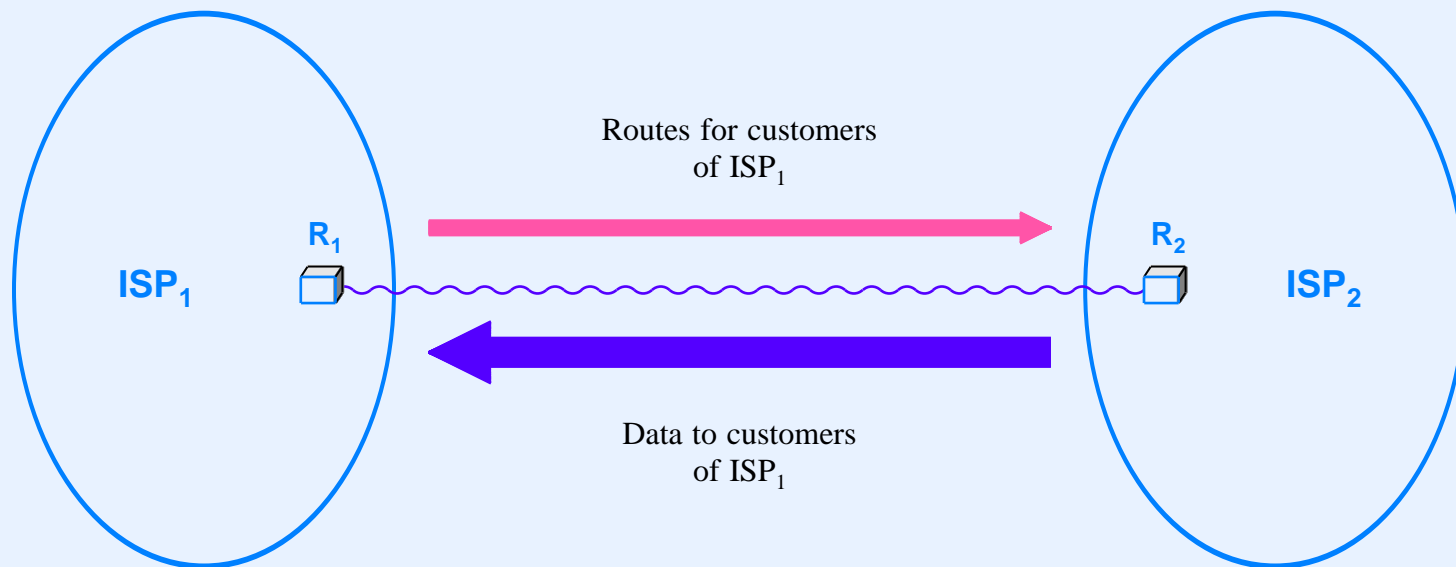 Routes for customers
of ISP₁
R₁
R₂
ISP₁
ISP₂
Data to customers
of ISP₁